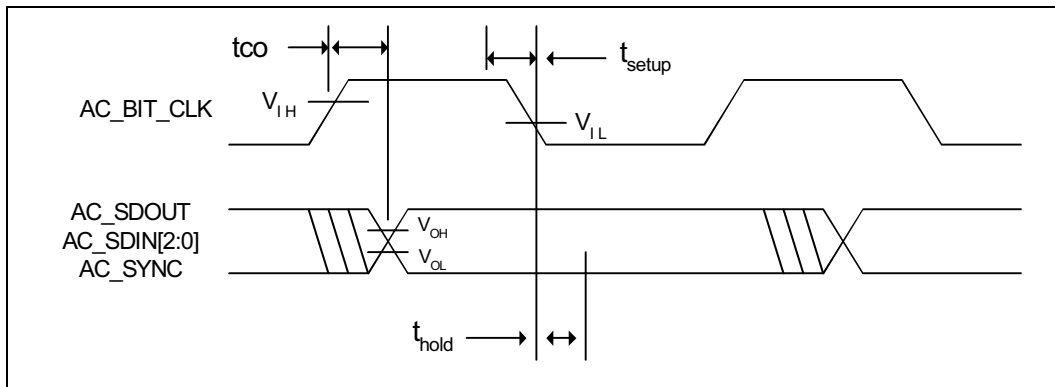 tco
t_setup
AC_BIT_CLK
V_IH
V_IL
AC_SDOUT
AC_SDIN[2:0]
AC_SYNC
V_OH
V_OL
t_hold